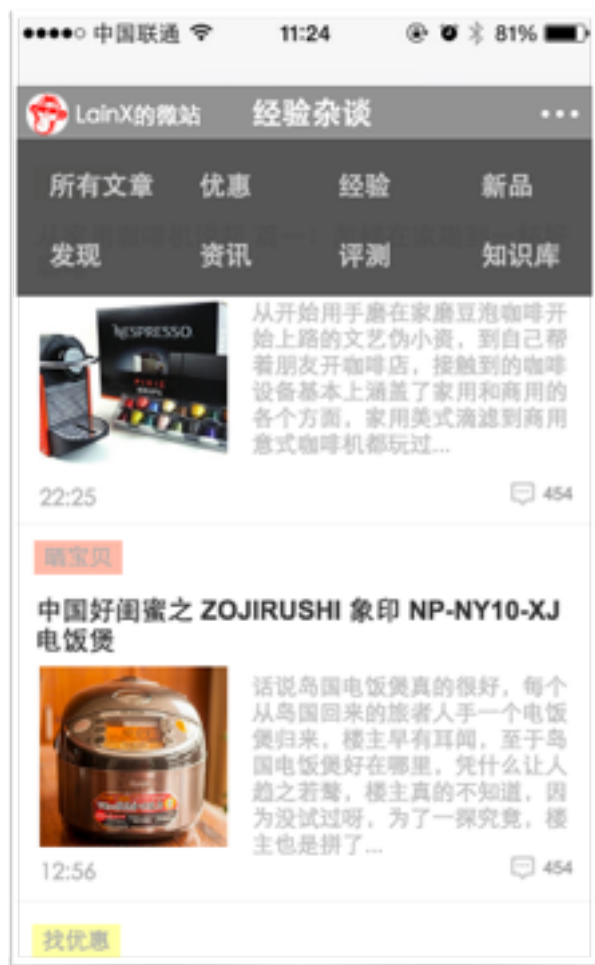 中国联通 11:24 81%
LainX的微站 经验杂谈
所有文章 优惠 经验 新品
发现 资讯 评测 知识库
NESPRESSO
从开始用手磨在家磨豆泡咖啡开
始上路的文艺伪小资，到自己帮
着朋友开咖啡店，接触到的咖啡
设备基本上涵盖了家用和商用的
各个方面，家用美式滴滤到商用
意式咖啡机都玩过...
22:25 454
晒宝贝
中国好闺蜜之 ZOJIRUSHI 象印 NP-NY10-XJ
电饭煲
话说岛国电饭煲真的很好，每个
从岛国回来的旅者人手一个电饭
煲归来，楼主早有耳闻，至于岛
国电饭煲好在哪里，凭什么让人
趋之若鹜，楼主真的不知道，因
为没试过呀，为了一探究竟，楼
主也是拼了...
12:56 454
找优惠